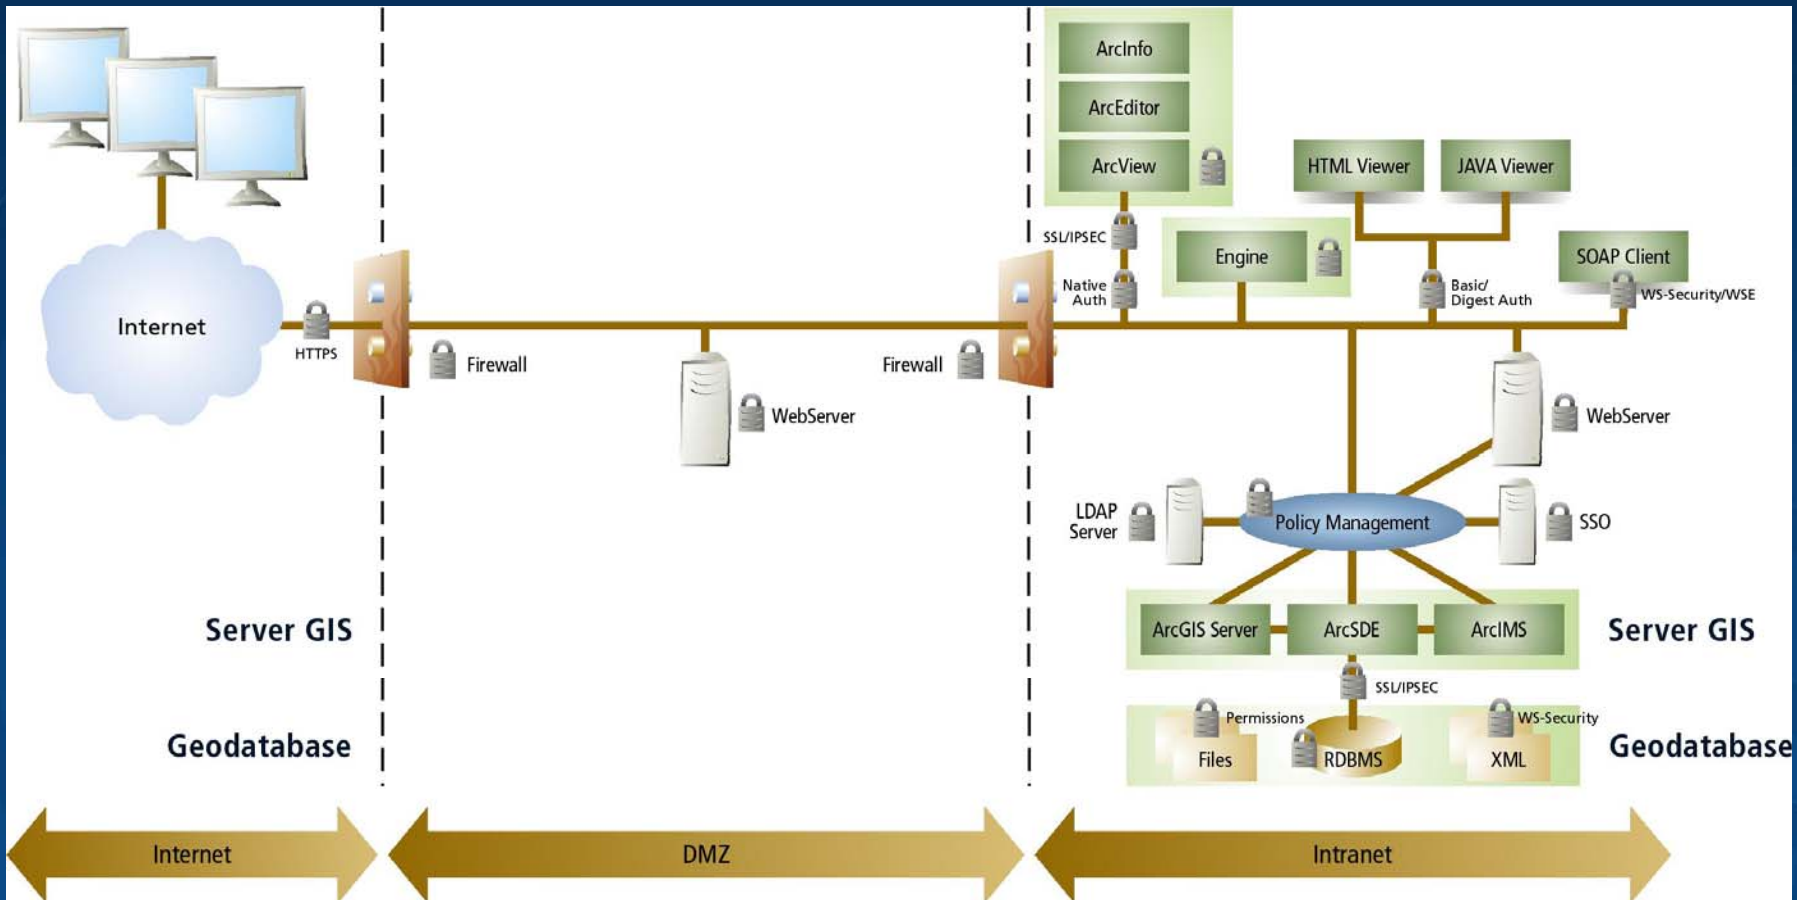 ArcInfo
ArcEditor
ArcView
HTML Viewer
JAVA Viewer
SSL/IPSEC
Engine
SOAP Client
Native
Auth
Basic/
Digest Auth
WS-Security/WSE
Internet
HTTPS
Firewall
Firewall
WebServer
WebServer
LDAP
Server
Policy Management
SSO
Server GIS
ArcGIS Server
ArcSDE
ArcIMS
Server GIS
SSL/IPSEC
Permissions
WS-Security
Geodatabase
Files
RDBMS
XML
Geodatabase
Internet
DMZ
Intranet